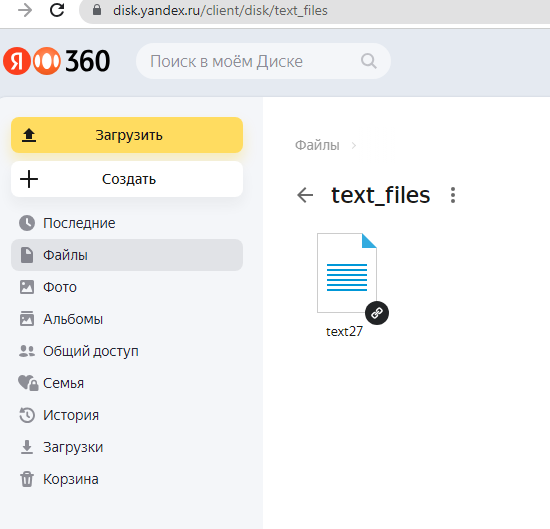 disk.yandex.ru/client/disk/text_files
Я 360
Поиск в моём Диске
Загрузить
Создать
Последние
Файлы
Фото
Альбомы
Общий доступ
Семья
История
Загрузки
Корзина
Файлы
text_files
text27